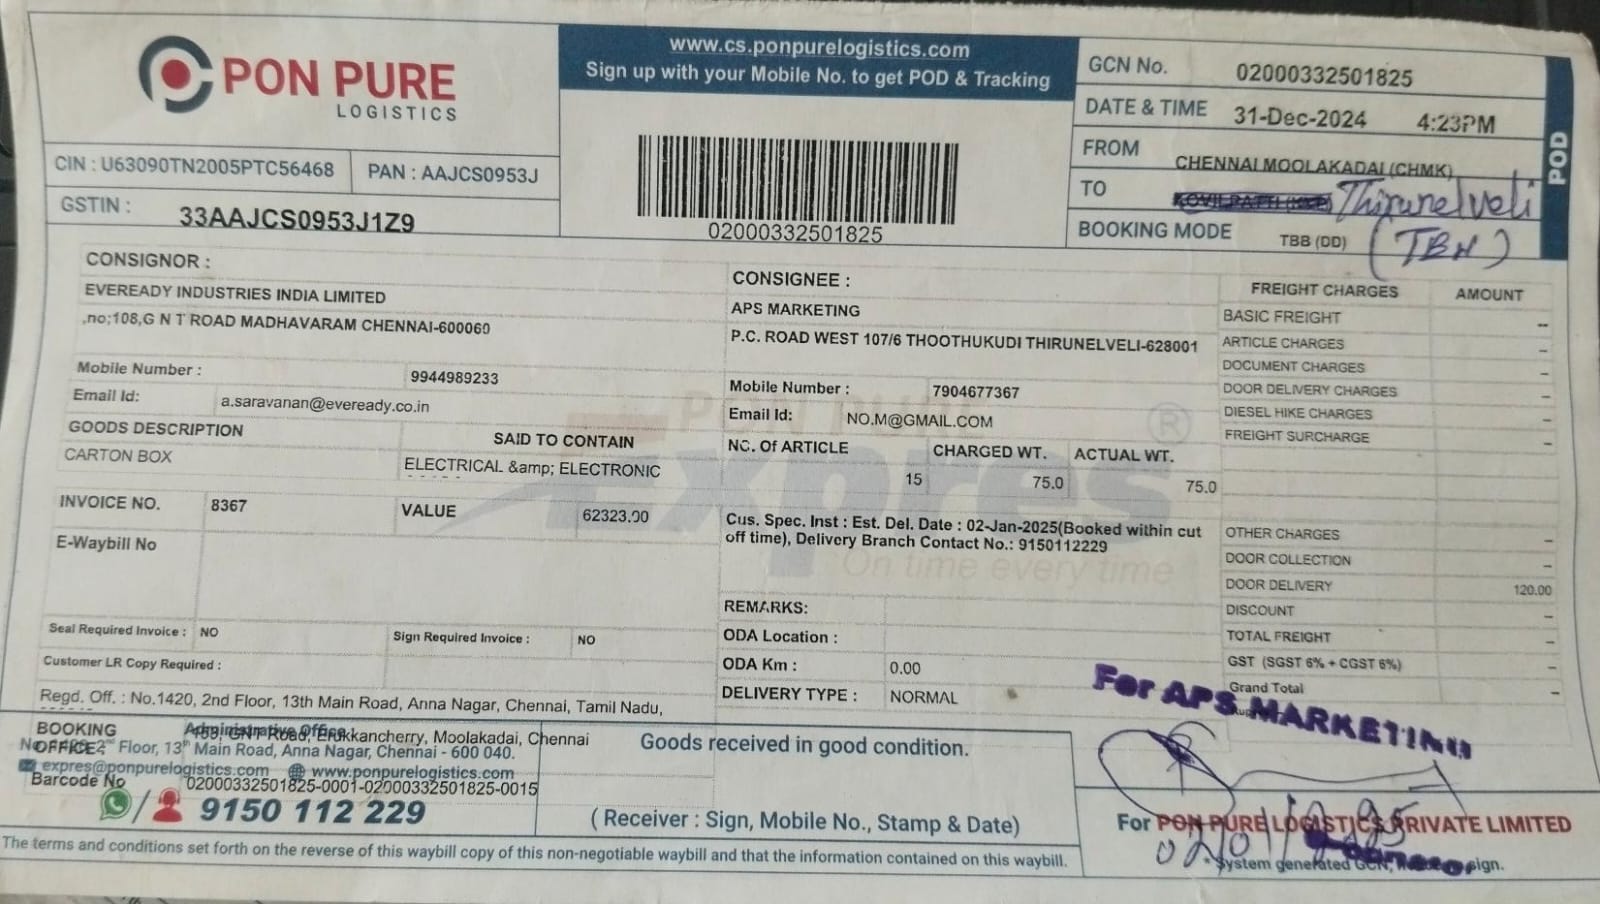 PON PURE
LOGISTICS
www.cs.ponpurelogistics.com
Sign up with your Mobile No. to get POD & Tracking
02000332501825
GCN No. 02000332501825
DATE & TIME 31-Dec-2024 4:23PM
FROM CHENNAI MOOLAKADAI (CHMK)
TO Thirunelveli
BOOKING MODE TBB (DD) (TBH)
POD
CIN : U63090TN2005PTC56468 PAN : AAJCS0953J
GSTIN : 33AAJCS0953J1Z9
CONSIGNOR :
EVEREADY INDUSTRIES INDIA LIMITED
,no;108,G N T ROAD MADHAVARAM CHENNAI-600060
Mobile Number : 9944989233
Email Id: a.saravanan@eveready.co.in
GOODS DESCRIPTION SAID TO CONTAIN
CARTON BOX ELECTRICAL &amp; ELECTRONIC
INVOICE NO. 8367 VALUE 62323.00
E-Waybill No
Seal Required Invoice : NO Sign Required Invoice : NO
Customer LR Copy Required :
Regd. Off. : No.1420, 2nd Floor, 13th Main Road, Anna Nagar, Chennai, Tamil Nadu,
CONSIGNEE :
APS MARKETING
P.C. ROAD WEST 107/6 THOOTHUKUDI THIRUNELVELI-628001
Mobile Number : 7904677367
Email Id: NO.M@GMAIL.COM
NO. Of ARTICLE CHARGED WT. ACTUAL WT.
15 75.0 75.0
Cus. Spec. Inst : Est. Del. Date : 02-Jan-2025(Booked within cut
off time), Delivery Branch Contact No.: 9150112229
PON PURE
Expres ®
On time every time
REMARKS:
ODA Location :
ODA Km : 0.00
DELIVERY TYPE : NORMAL
FREIGHT CHARGES AMOUNT
BASIC FREIGHT --
ARTICLE CHARGES -
DOCUMENT CHARGES -
DOOR DELIVERY CHARGES -
DIESEL HIKE CHARGES -
FREIGHT SURCHARGE -
OTHER CHARGES -
DOOR COLLECTION -
DOOR DELIVERY 120.00
DISCOUNT -
TOTAL FREIGHT -
GST (SGST 6% + CGST 6%) -
Grand Total -
For APS MARKETING
BOOKING
OFFICE
Administrative Office
GNT Road, Erukkancherry, Moolakadai, Chennai
Floor, 13th Main Road, Anna Nagar, Chennai - 600 040.
expres@ponpurelogistics.com www.ponpurelogistics.com
Barcode No 02000332501825-0001-02000332501825-0015
/ 9150 112 229
Goods received in good condition.
( Receiver : Sign, Mobile No., Stamp & Date)
For PON PURE LOGISTICS PRIVATE LIMITED
* System generated GCN, sign.
The terms and conditions set forth on the reverse of this waybill copy of this non-negotiable waybill and that the information contained on this waybill.